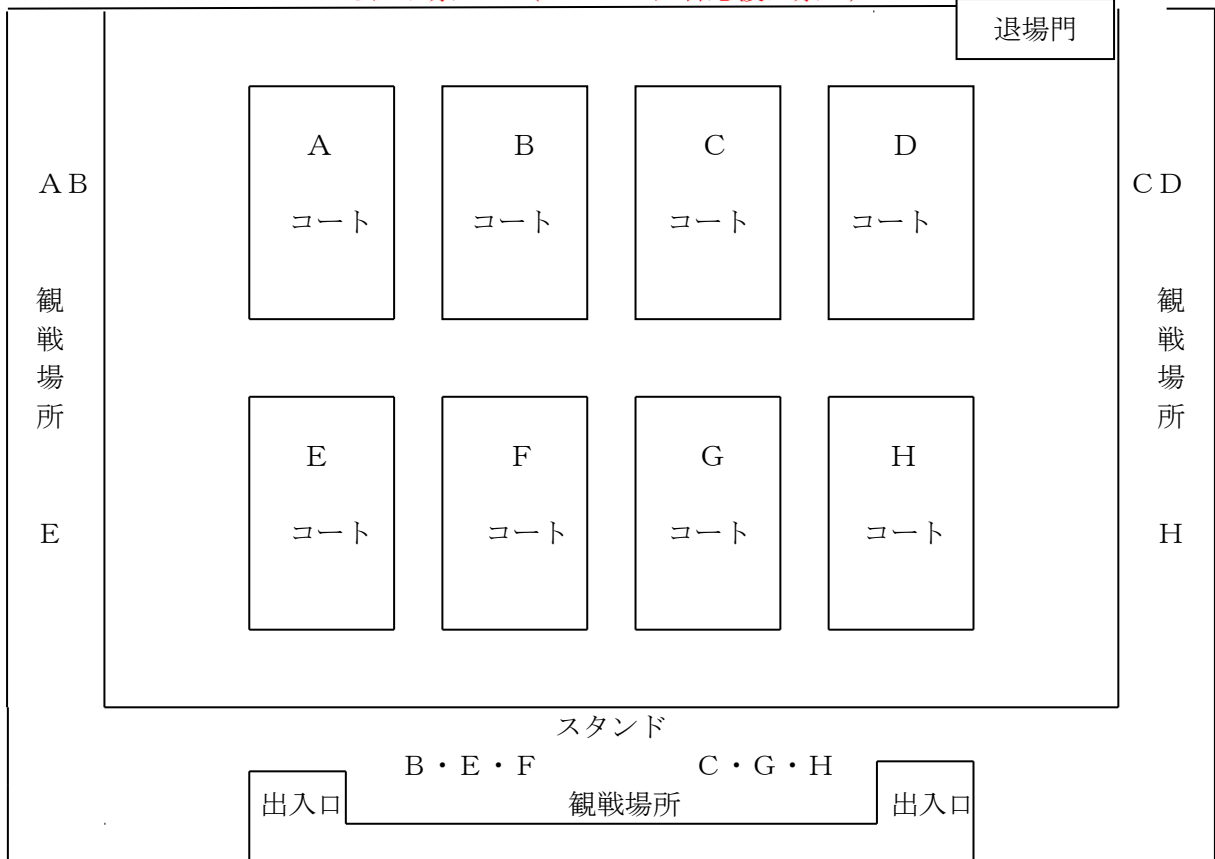 退場門
A
B
C
D
コート
コート
コート
コート
AB
観戦場所
CD
観戦場所
E
F
G
H
コート
コート
コート
コート
E
H
スタンド
B・E・F
C・G・H
出入口
観戦場所
出入口